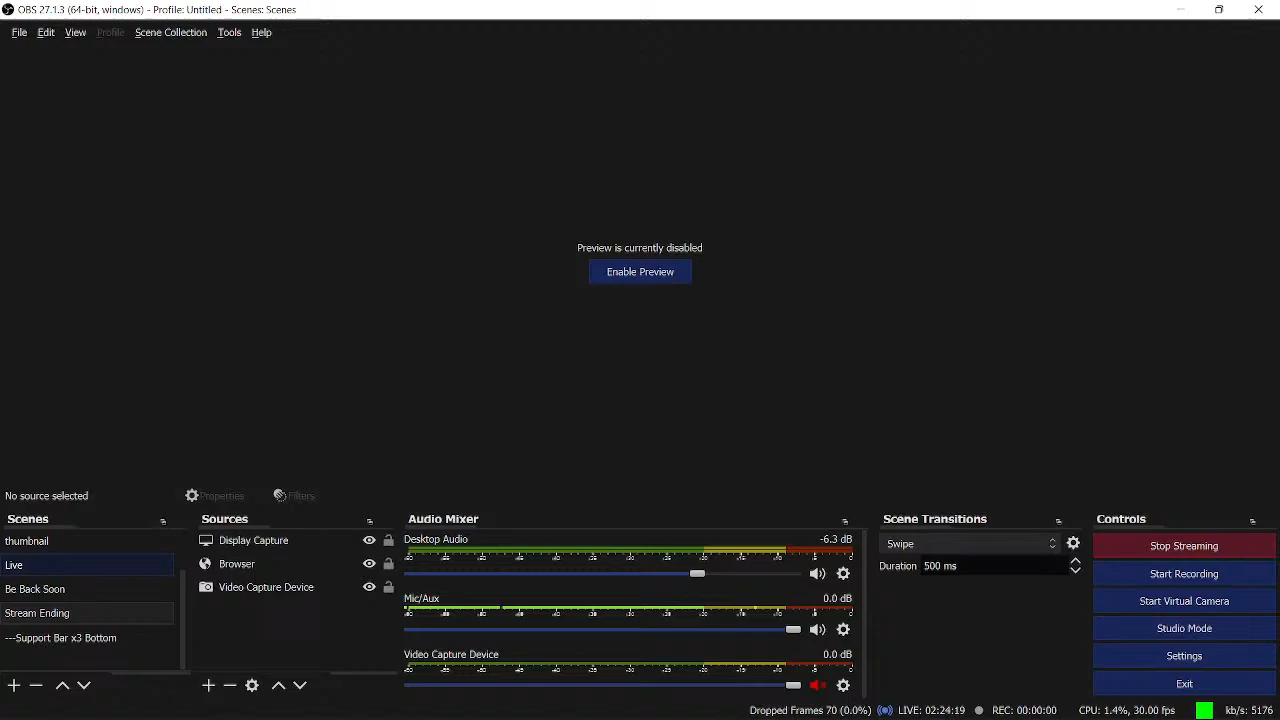 OBS 27.1.3 (64-bit, windows) - Profile: Untitled - Scenes: Scenes
File Edit View Profile Scene Collection Tools Help
Preview is currently disabled
Enable Preview
No source selected Properties Filters
Scenes
thumbnail
Live
Be Back Soon
Stream Ending
---Support Bar x3 Bottom
Sources
Display Capture
Browser
Video Capture Device
Audio Mixer
Desktop Audio -6.3 dB
Mic/Aux 0.0 dB
Video Capture Device 0.0 dB
Scene Transitions
Swipe
Duration 500 ms
Controls
Stop Streaming
Start Recording
Start Virtual Camera
Studio Mode
Settings
Exit
Dropped Frames 70 (0.0%) LIVE: 02:24:19 REC: 00:00:00 CPU: 1.4%, 30.00 fps kb/s: 5176